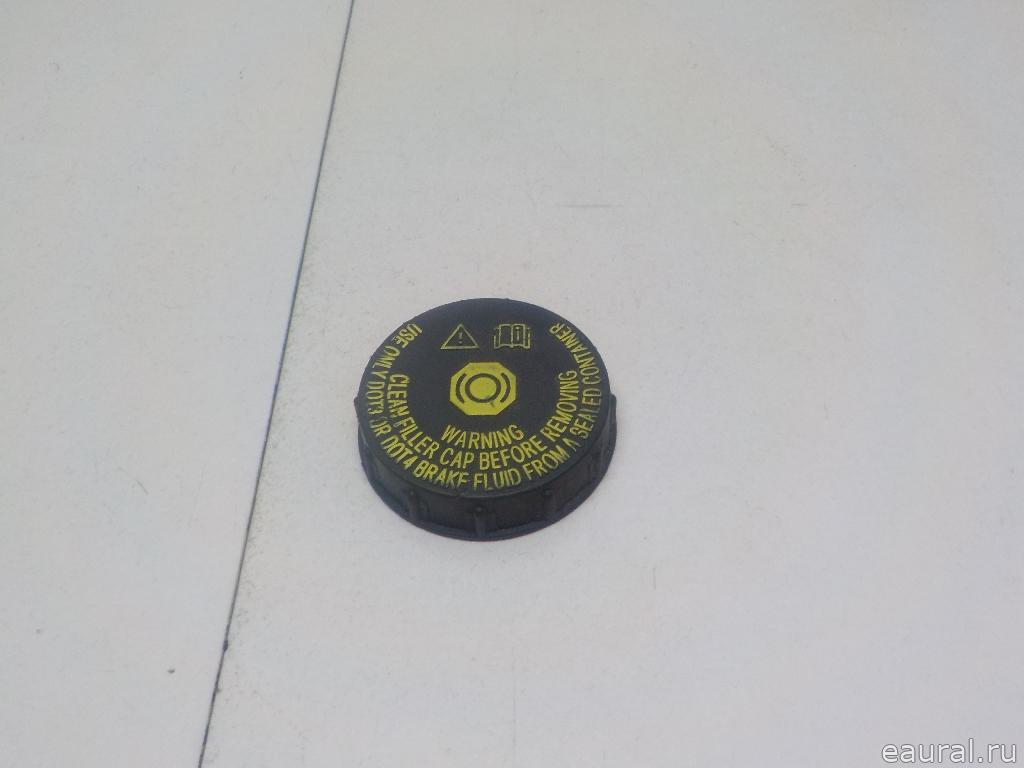 WARNING
CLEAN FILLER CAP BEFORE REMOVING
USE ONLY DOT3 OR DOT4 BRAKE FLUID FROM A SEALED CONTAINER
eaural.ru